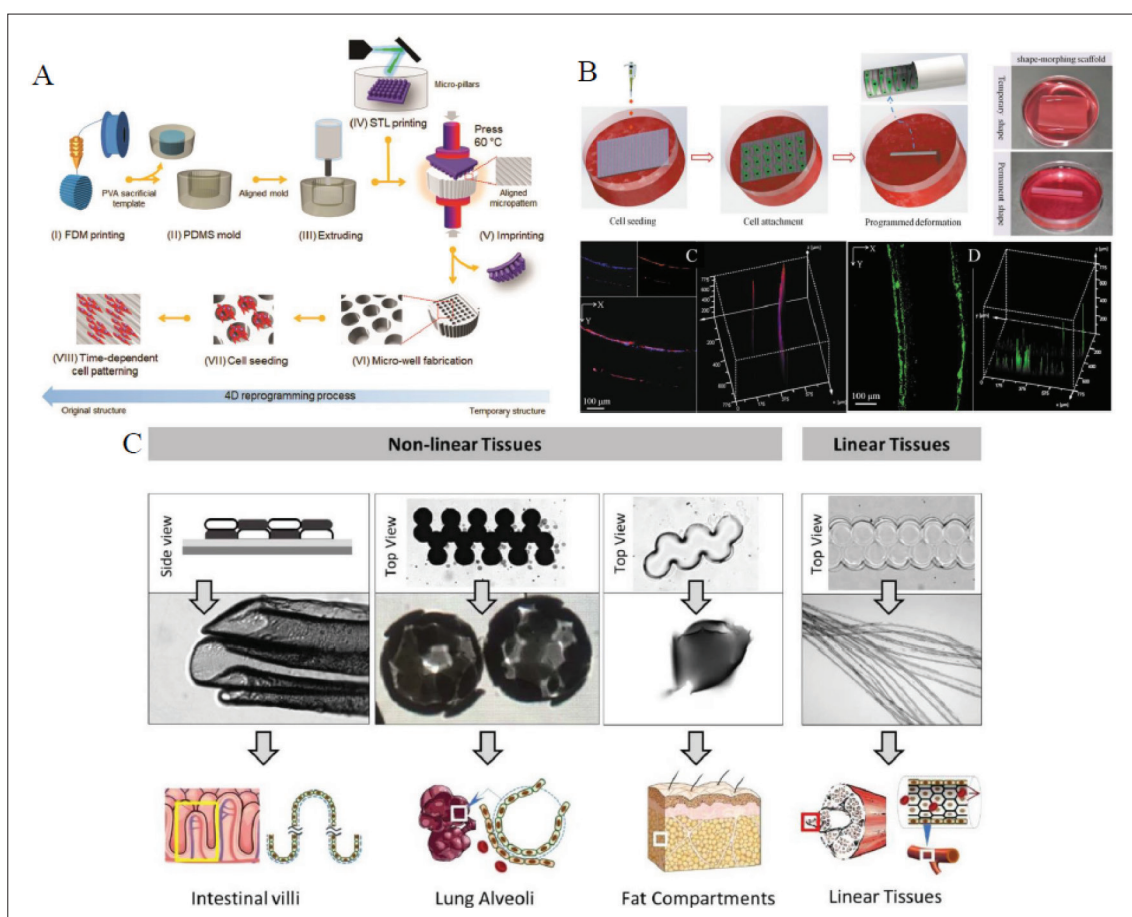 A
(IV) STL printing
Micro-pillars
Press
60 °C
PVA sacrificial
template
Aligned mold
Aligned
micropattern
(I) FDM printing
(II) PDMS mold
(III) Extruding
(V) Imprinting
(VIII) Time-dependent
cell patterning
(VII) Cell seeding
(VI) Micro-well fabrication
4D reprogramming process
Original structure
Temporary structure
B
shape-morphing scaffold
Temporary shape
Permanent shape
Cell seeding
Cell attachment
Programmed deformation
C
X
Y
100 µm
X
Y
D
100 µm
C
Non-linear Tissues
Linear Tissues
Side view
Top View
Top View
Top View
Intestinal villi
Lung Alveoli
Fat Compartments
Linear Tissues